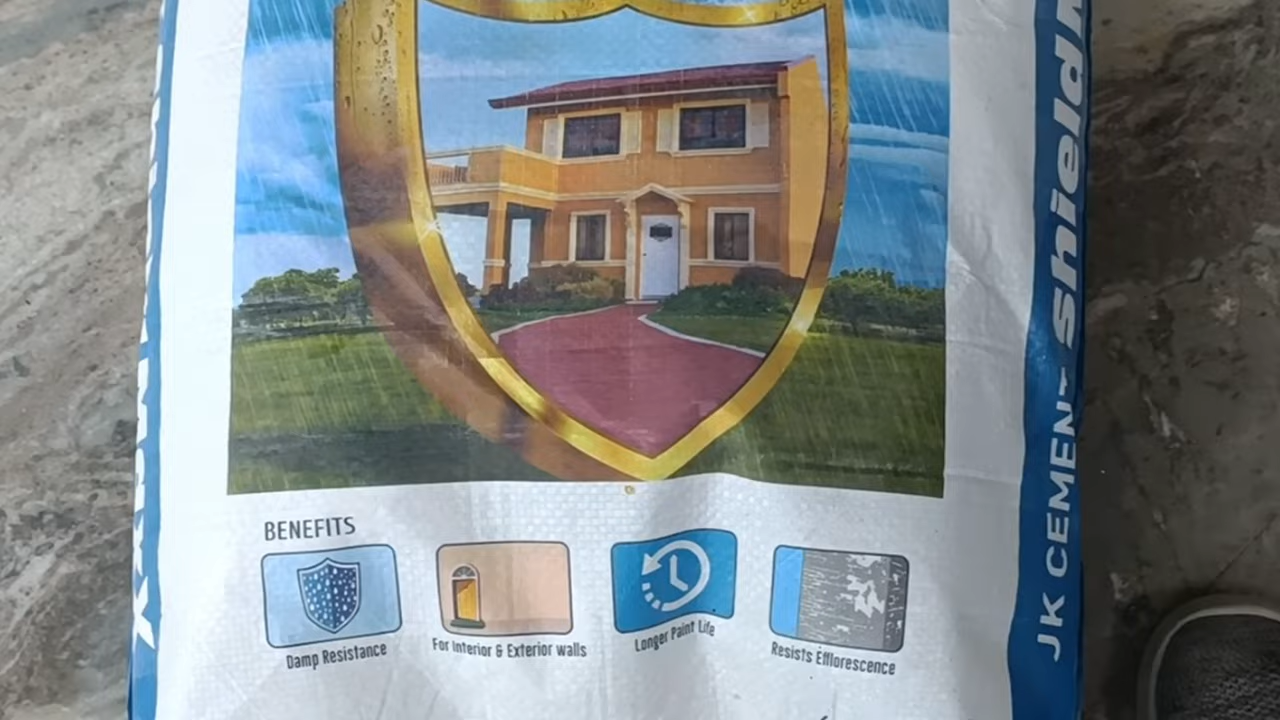 BENEFITS
Damp Resistance
For Interior & Exterior walls
Longer Paint Life
Resists Efflorescence
JK CEMENT Shield